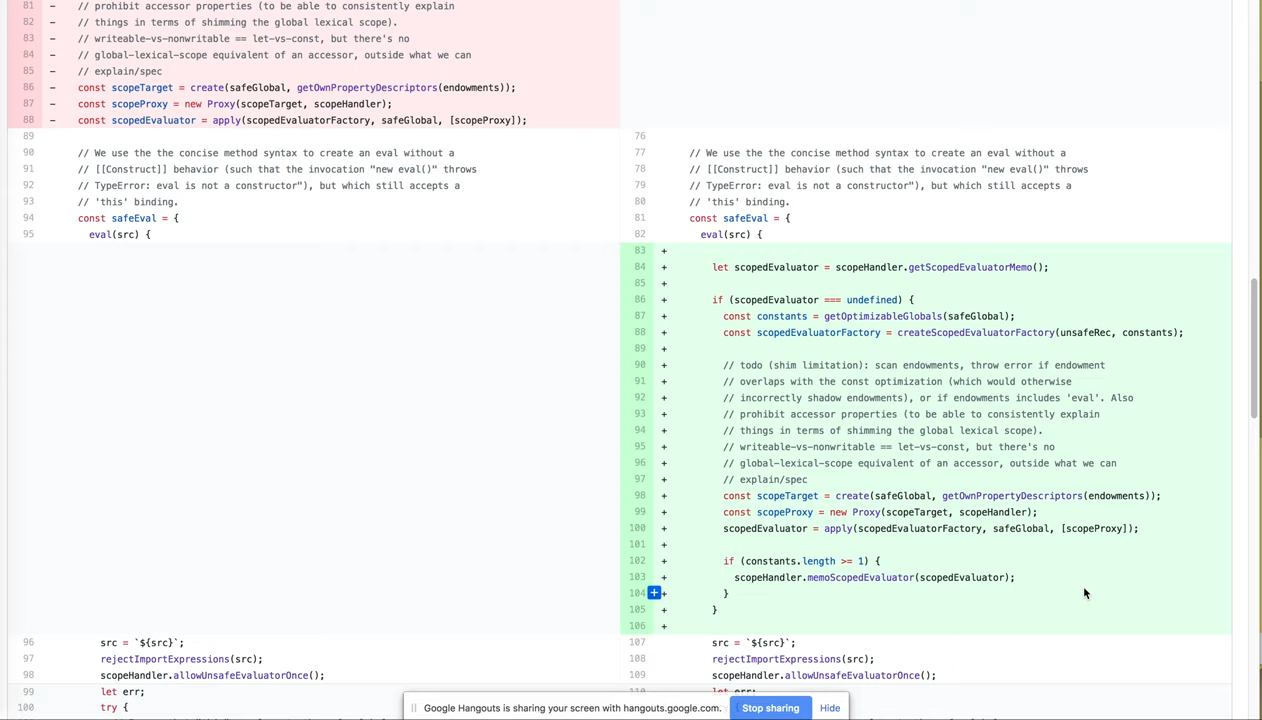 81 - // prohibit accessor properties (to be able to consistently explain
82 - // things in terms of shimming the global lexical scope).
83 - // writeable-vs-nonwritable == let-vs-const, but there's no
84 - // global-lexical-scope equivalent of an accessor, outside what we can
85 - // explain/spec
86 - const scopeTarget = create(safeGlobal, getOwnPropertyDescriptors(endowments));
87 - const scopeProxy = new Proxy(scopeTarget, scopeHandler);
88 - const scopedEvaluator = apply(scopedEvaluatorFactory, safeGlobal, [scopeProxy]);
89
90 // We use the the concise method syntax to create an eval without a
91 // [[Construct]] behavior (such that the invocation "new eval()" throws
92 // TypeError: eval is not a constructor"), but which still accepts a
93 // 'this' binding.
94 const safeEval = {
95 eval(src) {
96 src = `${src}`;
97 rejectImportExpressions(src);
98 scopeHandler.allowUnsafeEvaluatorOnce();
99 let err;
100 try {
76
77 // We use the the concise method syntax to create an eval without a
78 // [[Construct]] behavior (such that the invocation "new eval()" throws
79 // TypeError: eval is not a constructor"), but which still accepts a
80 // 'this' binding.
81 const safeEval = {
82 eval(src) {
83 +
84 + let scopedEvaluator = scopeHandler.getScopedEvaluatorMemo();
85 +
86 + if (scopedEvaluator === undefined) {
87 + const constants = getOptimizableGlobals(safeGlobal);
88 + const scopedEvaluatorFactory = createScopedEvaluatorFactory(unsafeRec, constants);
89 +
90 + // todo (shim limitation): scan endowments, throw error if endowment
91 + // overlaps with the const optimization (which would otherwise
92 + // incorrectly shadow endowments), or if endowments includes 'eval'. Also
93 + // prohibit accessor properties (to be able to consistently explain
94 + // things in terms of shimming the global lexical scope).
95 + // writeable-vs-nonwritable == let-vs-const, but there's no
96 + // global-lexical-scope equivalent of an accessor, outside what we can
97 + // explain/spec
98 + const scopeTarget = create(safeGlobal, getOwnPropertyDescriptors(endowments));
99 + const scopeProxy = new Proxy(scopeTarget, scopeHandler);
100 + scopedEvaluator = apply(scopedEvaluatorFactory, safeGlobal, [scopeProxy]);
101 +
102 + if (constants.length >= 1) {
103 + scopeHandler.memoScopedEvaluator(scopedEvaluator);
104 + }
105 + }
106 +
107 src = `${src}`;
108 rejectImportExpressions(src);
109 scopeHandler.allowUnsafeEvaluatorOnce();
110 let err;
Google Hangouts is sharing your screen with hangouts.google.com.
Stop sharing
Hide